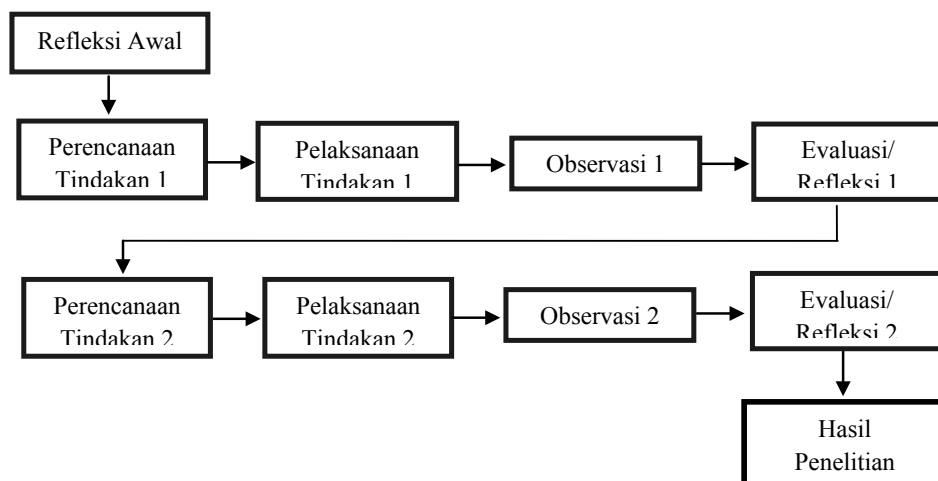 Refleksi Awal
Perencanaan
Tindakan 1
Pelaksanaan
Tindakan 1
Observasi 1
Evaluasi/
Refleksi 1
Perencanaan
Tindakan 2
Pelaksanaan
Tindakan 2
Observasi 2
Evaluasi/
Refleksi 2
Hasil
Penelitian